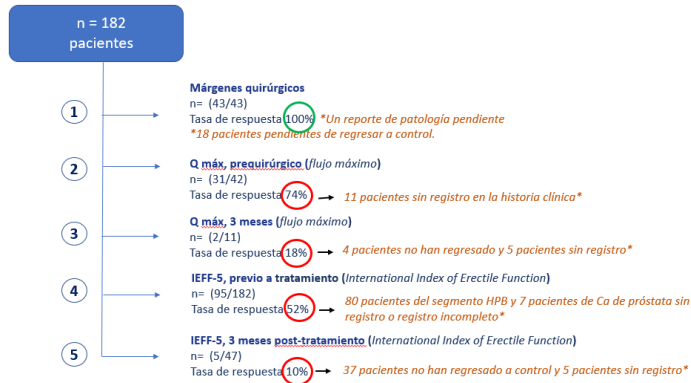 n = 182
pacientes
1
Márgenes quirúrgicos
n= (43/43)
Tasa de respuesta 100% *Un reporte de patología pendiente
*18 pacientes pendientes de regresar a control.
2
Q máx, prequirúrgico (flujo máximo)
n= (31/42)
Tasa de respuesta 74% 11 pacientes sin registro en la historia clínica*
3
Q máx, 3 meses (flujo máximo)
n= (2/11)
Tasa de respuesta 18% 4 pacientes no han regresado y 5 pacientes sin registro*
4
IEFF-5, previo a tratamiento (International Index of Erectile Function)
n= (95/182)
Tasa de respuesta 52% 80 pacientes del segmento HPB y 7 pacientes de Ca de próstata sin
registro o registro incompleto*
5
IEFF-5, 3 meses post-tratamiento (International Index of Erectile Function)
n= (5/47)
Tasa de respuesta 10% 37 pacientes no han regresado a control y 5 pacientes sin registro*